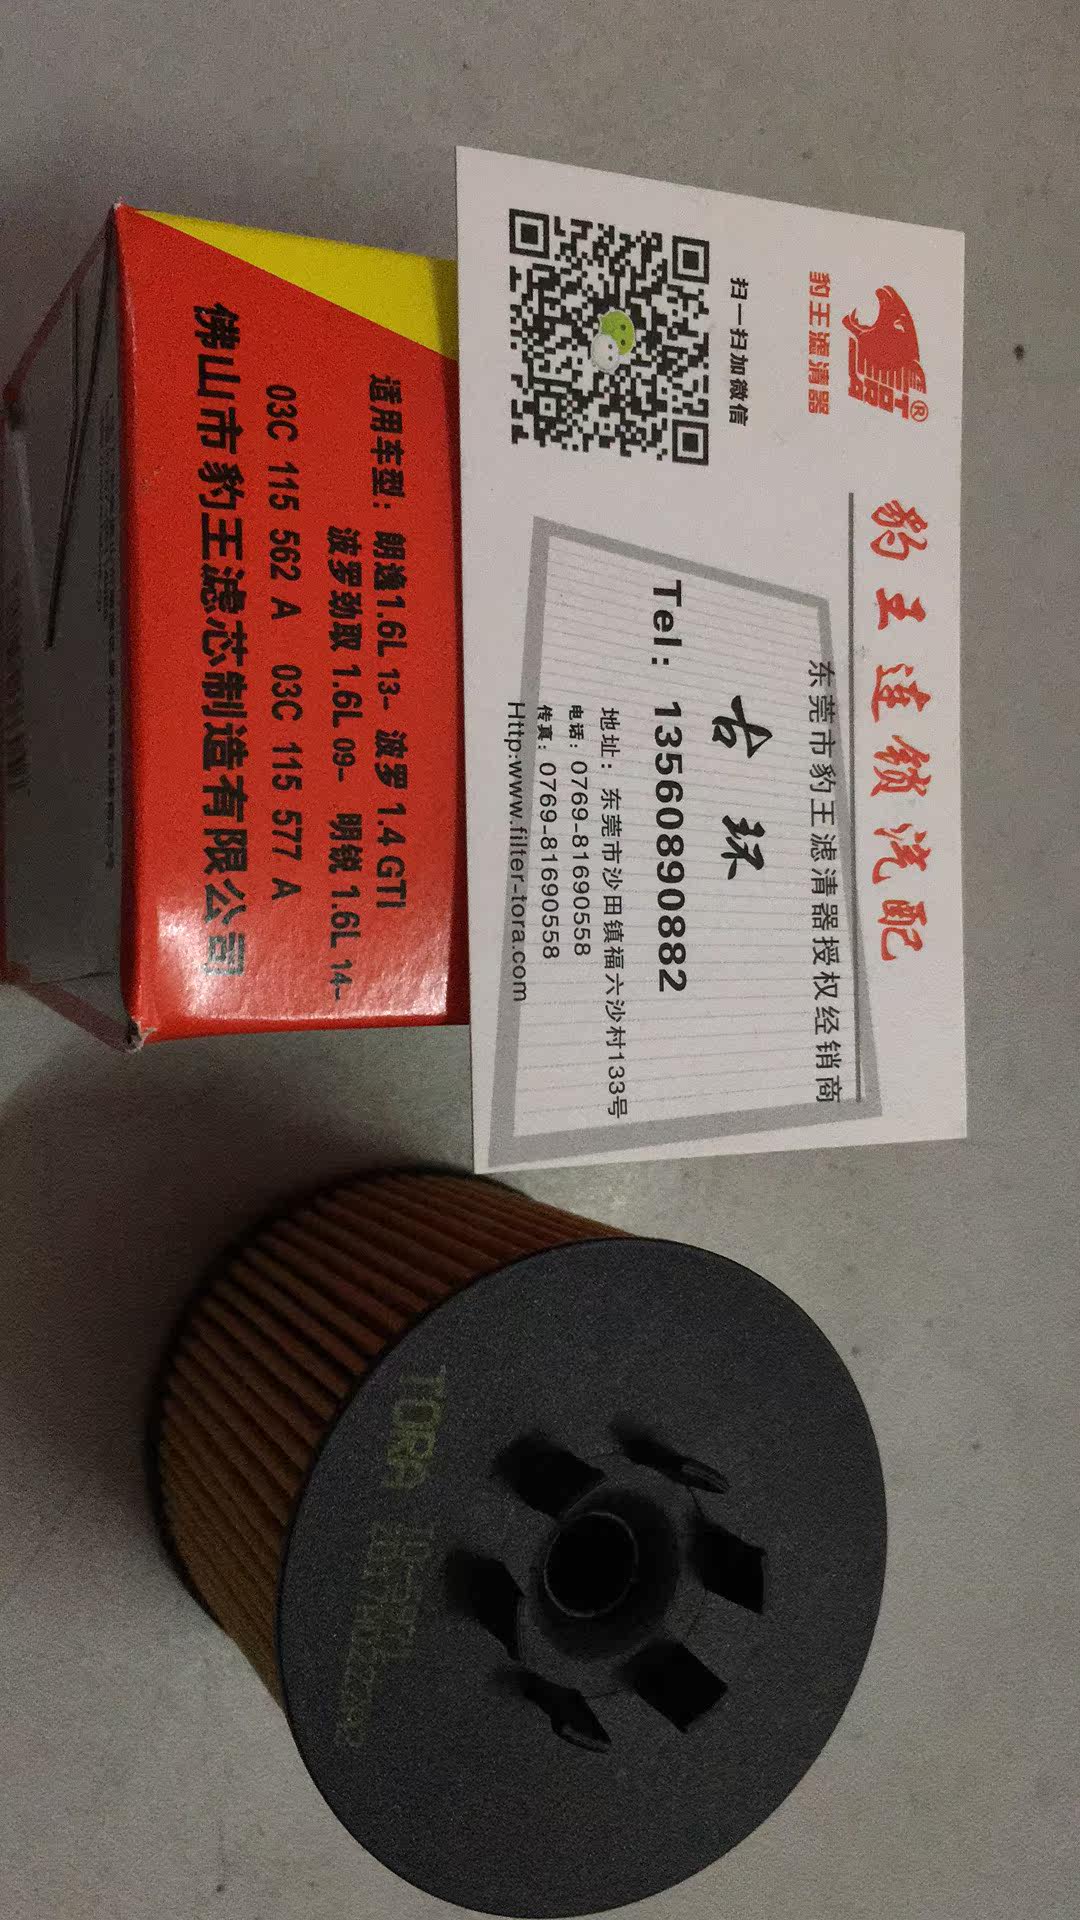 豹王滤清器
®
豹王连锁汽配
东莞市豹王滤清器授权经销商
扫一扫加微信
古环
Tel：13560890882
地址：东莞市沙田镇福六沙村133号
电话：0769-81690558
传真：0769-81690558
Http:www.filter-tora.com
适用车型：朗逸1.6L 13- 波罗1.4 GTI
波罗劲取1.6L 09- 明锐1.6L 14-
03C 115 562 A 03C 115 577 A
佛山市豹王滤芯制造有限公司
TORA